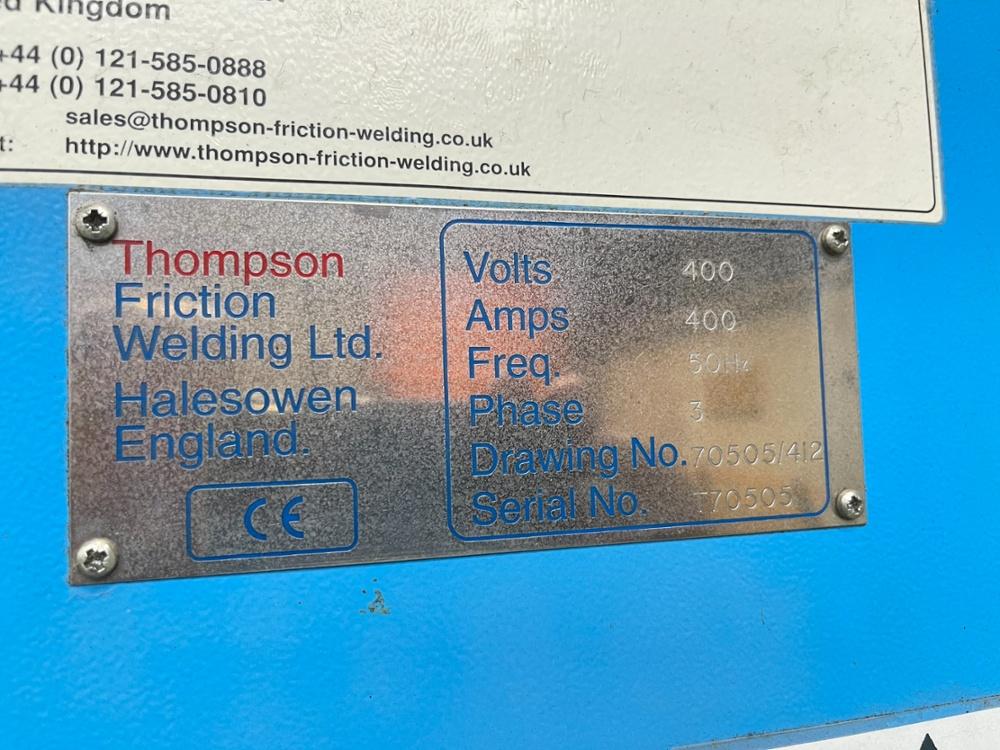 Kingdom
+44 (0) 121-585-0888
+44 (0) 121-585-0810
sales@thompson-friction-welding.co.uk
http://www.thompson-friction-welding.co.uk
Thompson
Friction
Welding Ltd.
Halesowen
England.
CE
Volts 400
Amps 400
Freq. 50Hz
Phase 3
Drawing No. 70505/412
Serial No. T70505